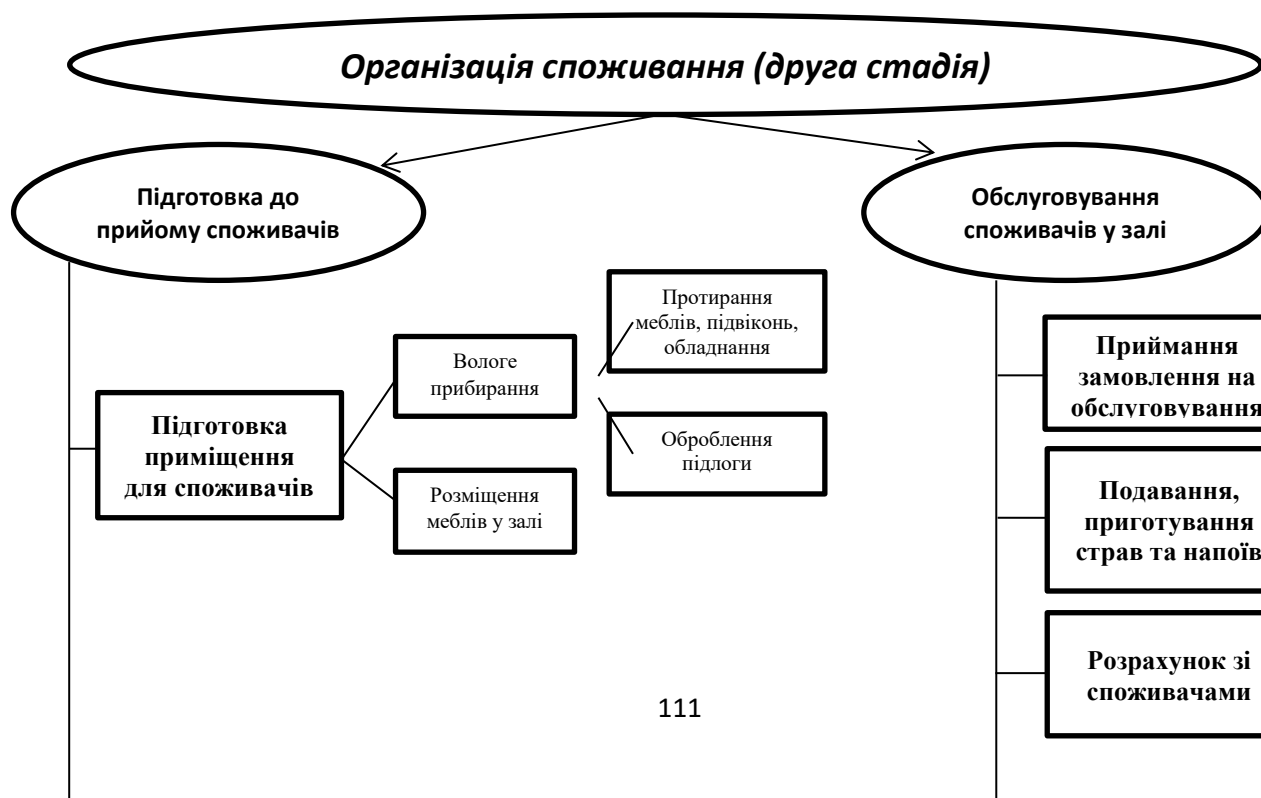 Організація споживання (друга стадія)
Підготовка до
прийому споживачів
Обслуговування
споживачів у залі
Протирання
меблів, підвіконь,
обладнання
Вологе
прибирання
Приймання
замовлення на
обслуговування
Підготовка
приміщення
для споживачів
Оброблення
підлоги
Розміщення
меблів у залі
Подавання,
приготування
страв та напоїв
Розрахунок зі
споживачами
111